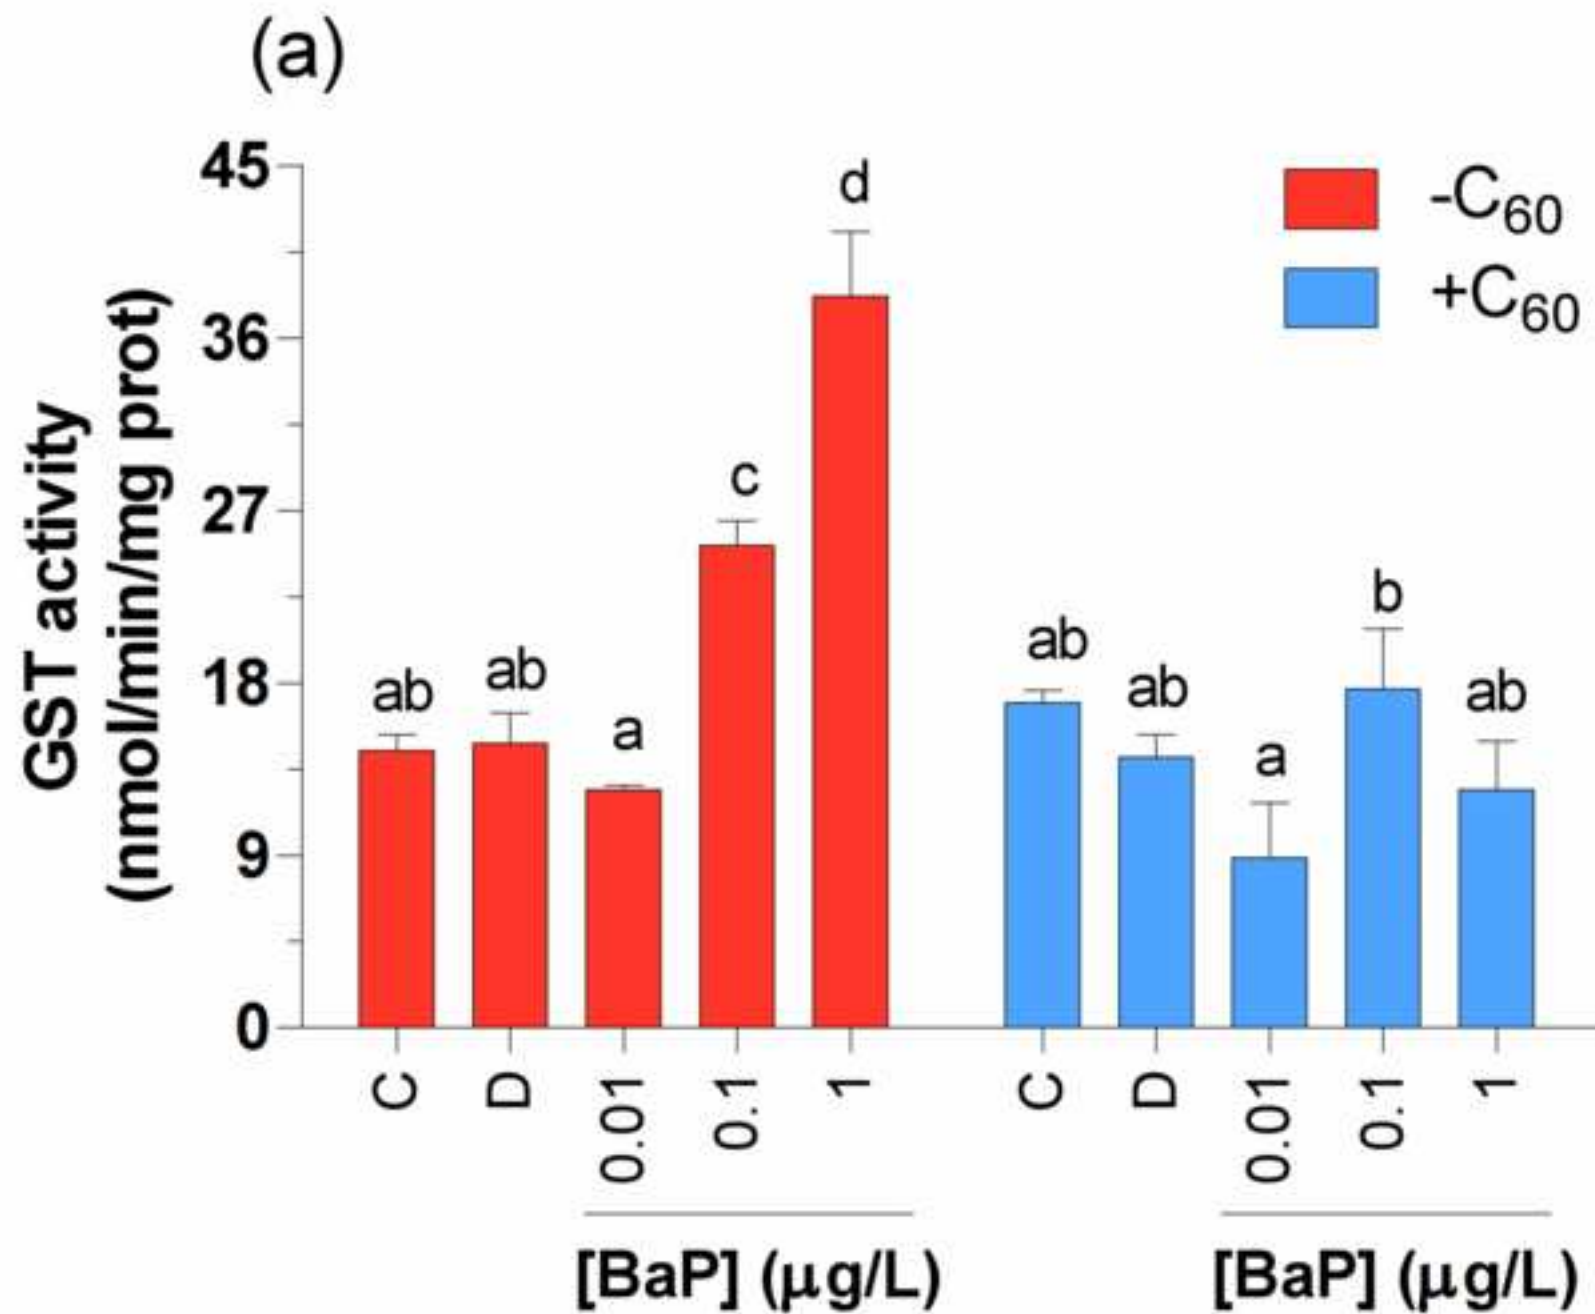 (a)
GST activity
(nmol/min/mg prot)
45
36
27
18
9
0
ab
ab
a
c
d
ab
ab
a
b
ab
-C60
+C60
C
D
0.01
0.1
1
C
D
0.01
0.1
1
[BaP] (μg/L)
[BaP] (μg/L)